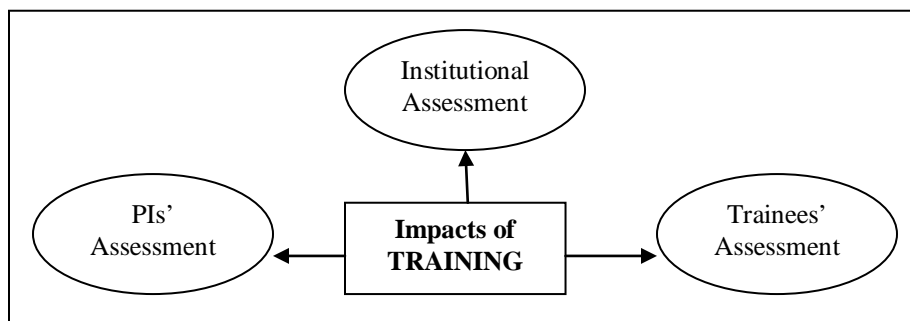 Institutional
Assessment
PIs’
Assessment
Impacts of
TRAINING
Trainees’
Assessment